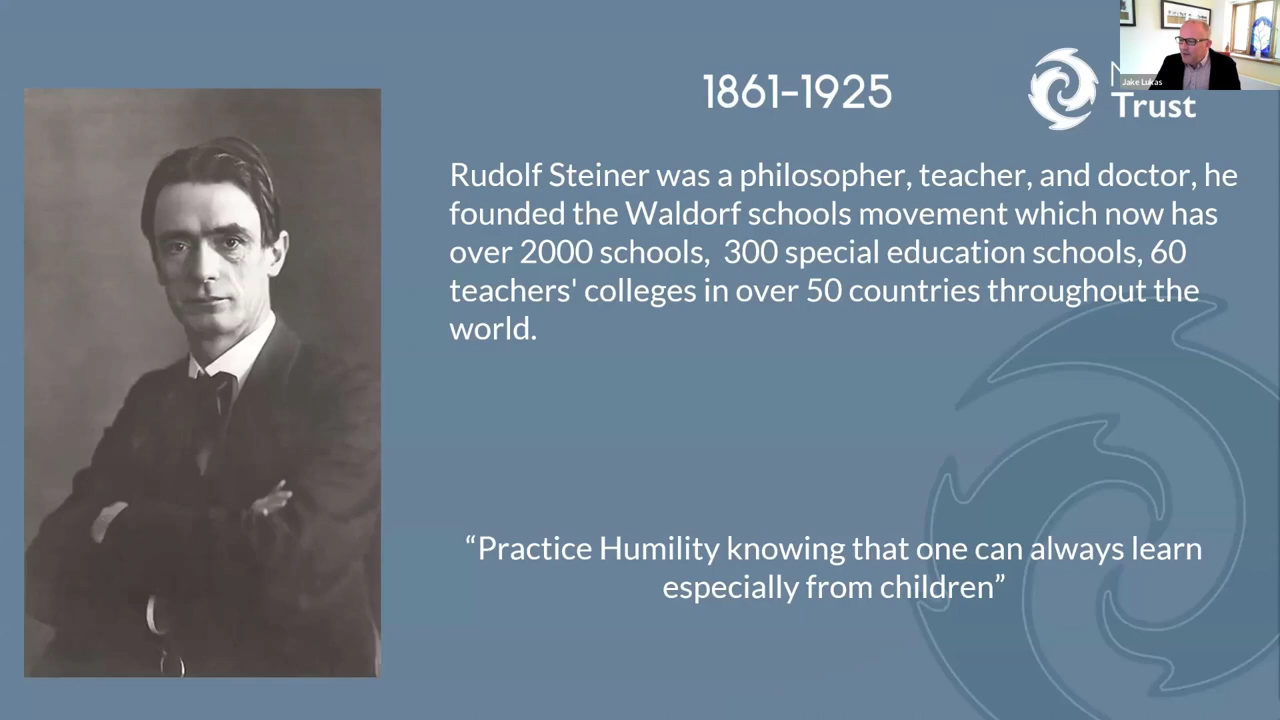 1861-1925
Jake Lukas
Trust
Rudolf Steiner was a philosopher, teacher, and doctor, he
founded the Waldorf schools movement which now has
over 2000 schools, 300 special education schools, 60
teachers' colleges in over 50 countries throughout the
world.
“Practice Humility knowing that one can always learn
especially from children”